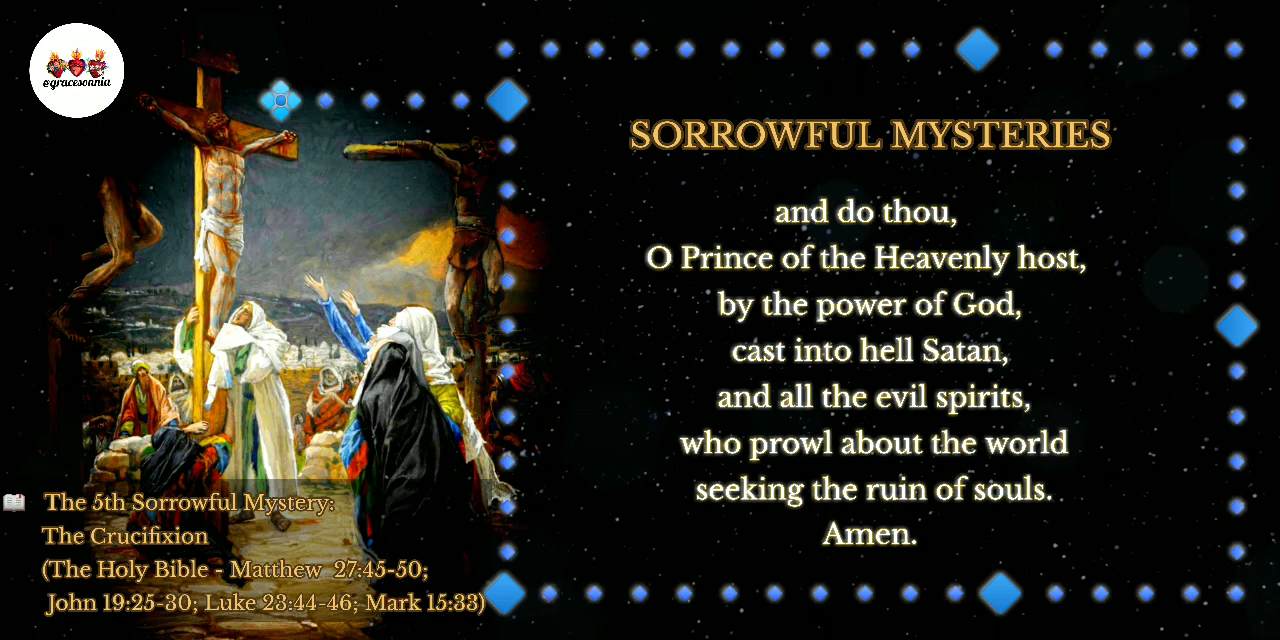 @gracesonnia
SORROWFUL MYSTERIES
and do thou,
O Prince of the Heavenly host,
by the power of God,
cast into hell Satan,
and all the evil spirits,
who prowl about the world
seeking the ruin of souls.
Amen.
The 5th Sorrowful Mystery:
The Crucifixion
(The Holy Bible - Matthew 27:45-50;
John 19:25-30; Luke 23:44-46; Mark 15:33)